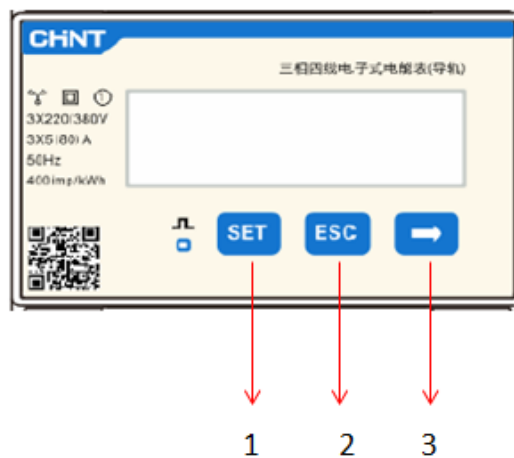 CHNT
三相四线电子式电能表(导轨)
3X220/380V
3X5(80)A
50Hz
400imp/kWh
SET
ESC
1
2
3